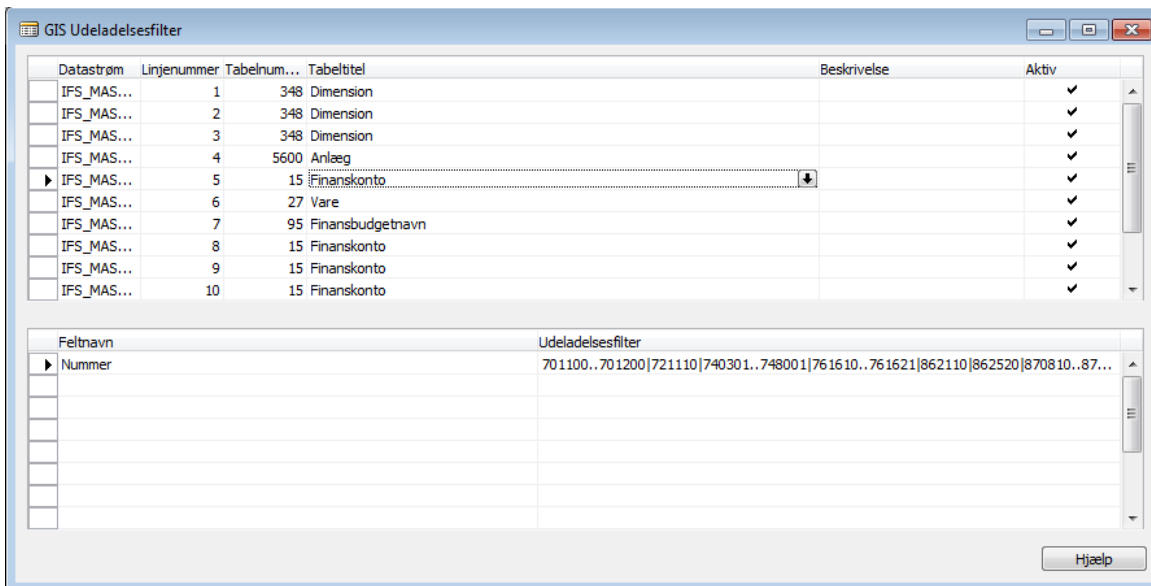 GIS Udeladelsesfilter
Datastrøm Linjenummer Tabelnum... Tabeltitel Beskrivelse Aktiv
IFS_MAS... 1 348 Dimension
IFS_MAS... 2 348 Dimension
IFS_MAS... 3 348 Dimension
IFS_MAS... 4 5600 Anlæg
IFS_MAS... 5 15 Finanskonto
IFS_MAS... 6 27 Vare
IFS_MAS... 7 95 Finansbudgetnavn
IFS_MAS... 8 15 Finanskonto
IFS_MAS... 9 15 Finanskonto
IFS_MAS... 10 15 Finanskonto
Feltnavn Udeladelsesfilter
Nummer 701100..701200|721110|740301..748001|761610..761621|862110|862520|870810..87...
Hjælp